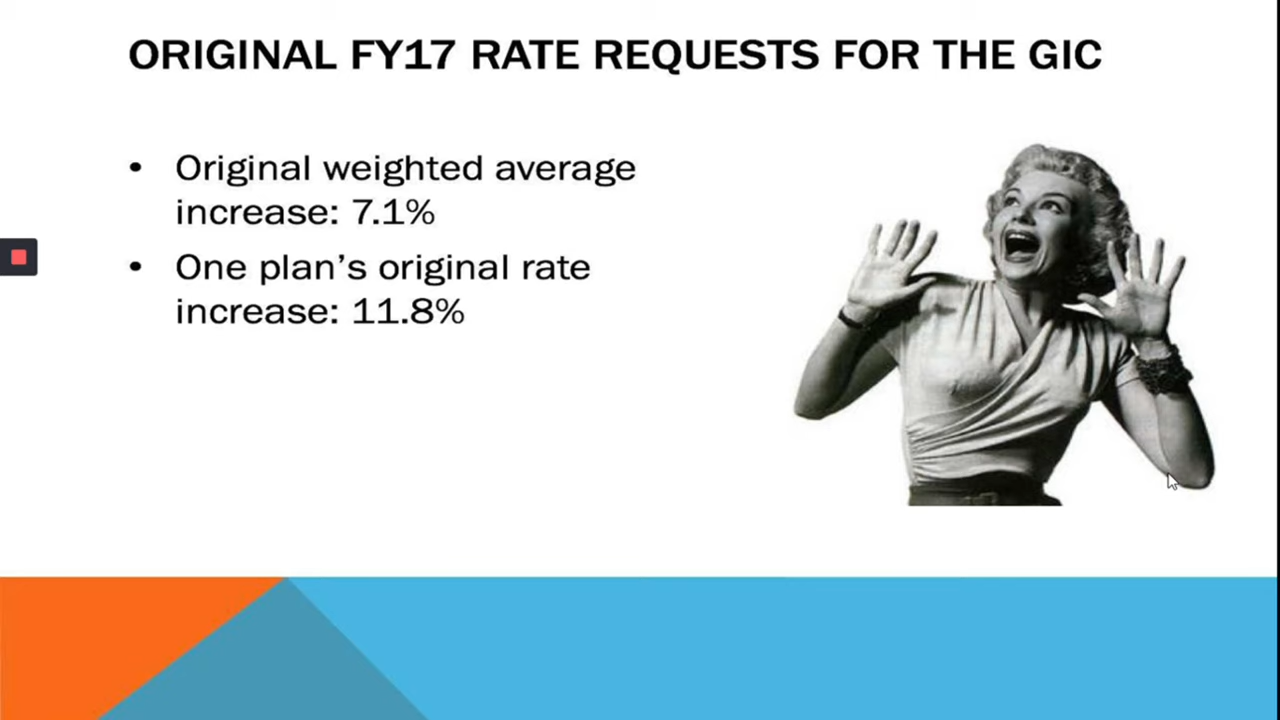 ORIGINAL FY17 RATE REQUESTS FOR THE GIC
• Original weighted average
increase: 7.1%
• One plan’s original rate
increase: 11.8%